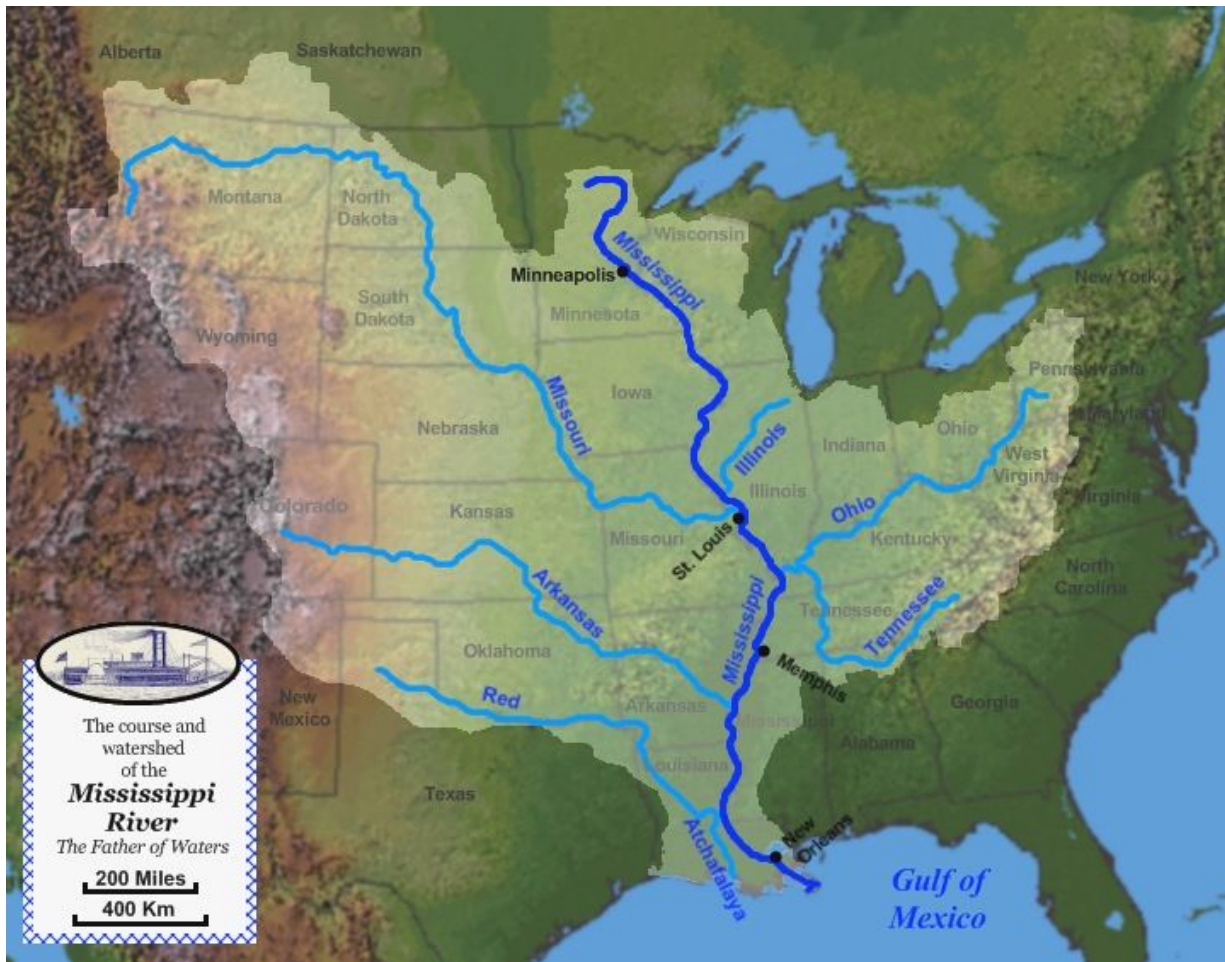 Alberta
Saskatchewan
Montana
North
Dakota
Wisconsin
Mississippi
Minneapolis
New York
South
Dakota
Minnesota
Wyoming
Pennsylvania
Iowa
Maryland
Missouri
Nebraska
Illinois
Indiana
Ohio
West
Virginia
Virginia
Colorado
Kansas
Illinois
Ohio
Missouri
St. Louis
Kentucky
North
Carolina
Arkansas
Mississippi
Tennessee
Tennessee
Oklahoma
Memphis
New
Mexico
Red
Arkansas
Mississippi
Georgia
Alabama
Louisiana
Texas
Atchafalaya
New
Orleans
Gulf of
Mexico
The course and
watershed
of the
Mississippi
River
The Father of Waters
200 Miles
400 Km